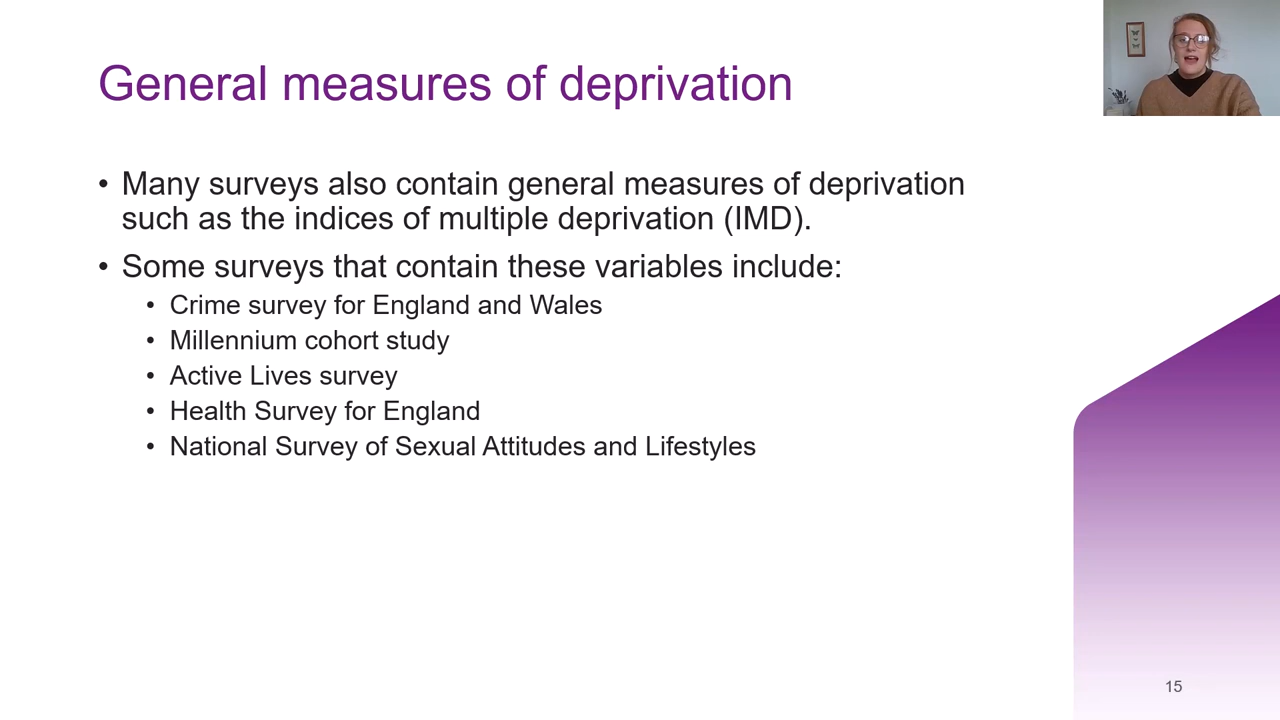 General measures of deprivation
• Many surveys also contain general measures of deprivation
such as the indices of multiple deprivation (IMD).
• Some surveys that contain these variables include:
• Crime survey for England and Wales
• Millennium cohort study
• Active Lives survey
• Health Survey for England
• National Survey of Sexual Attitudes and Lifestyles
15